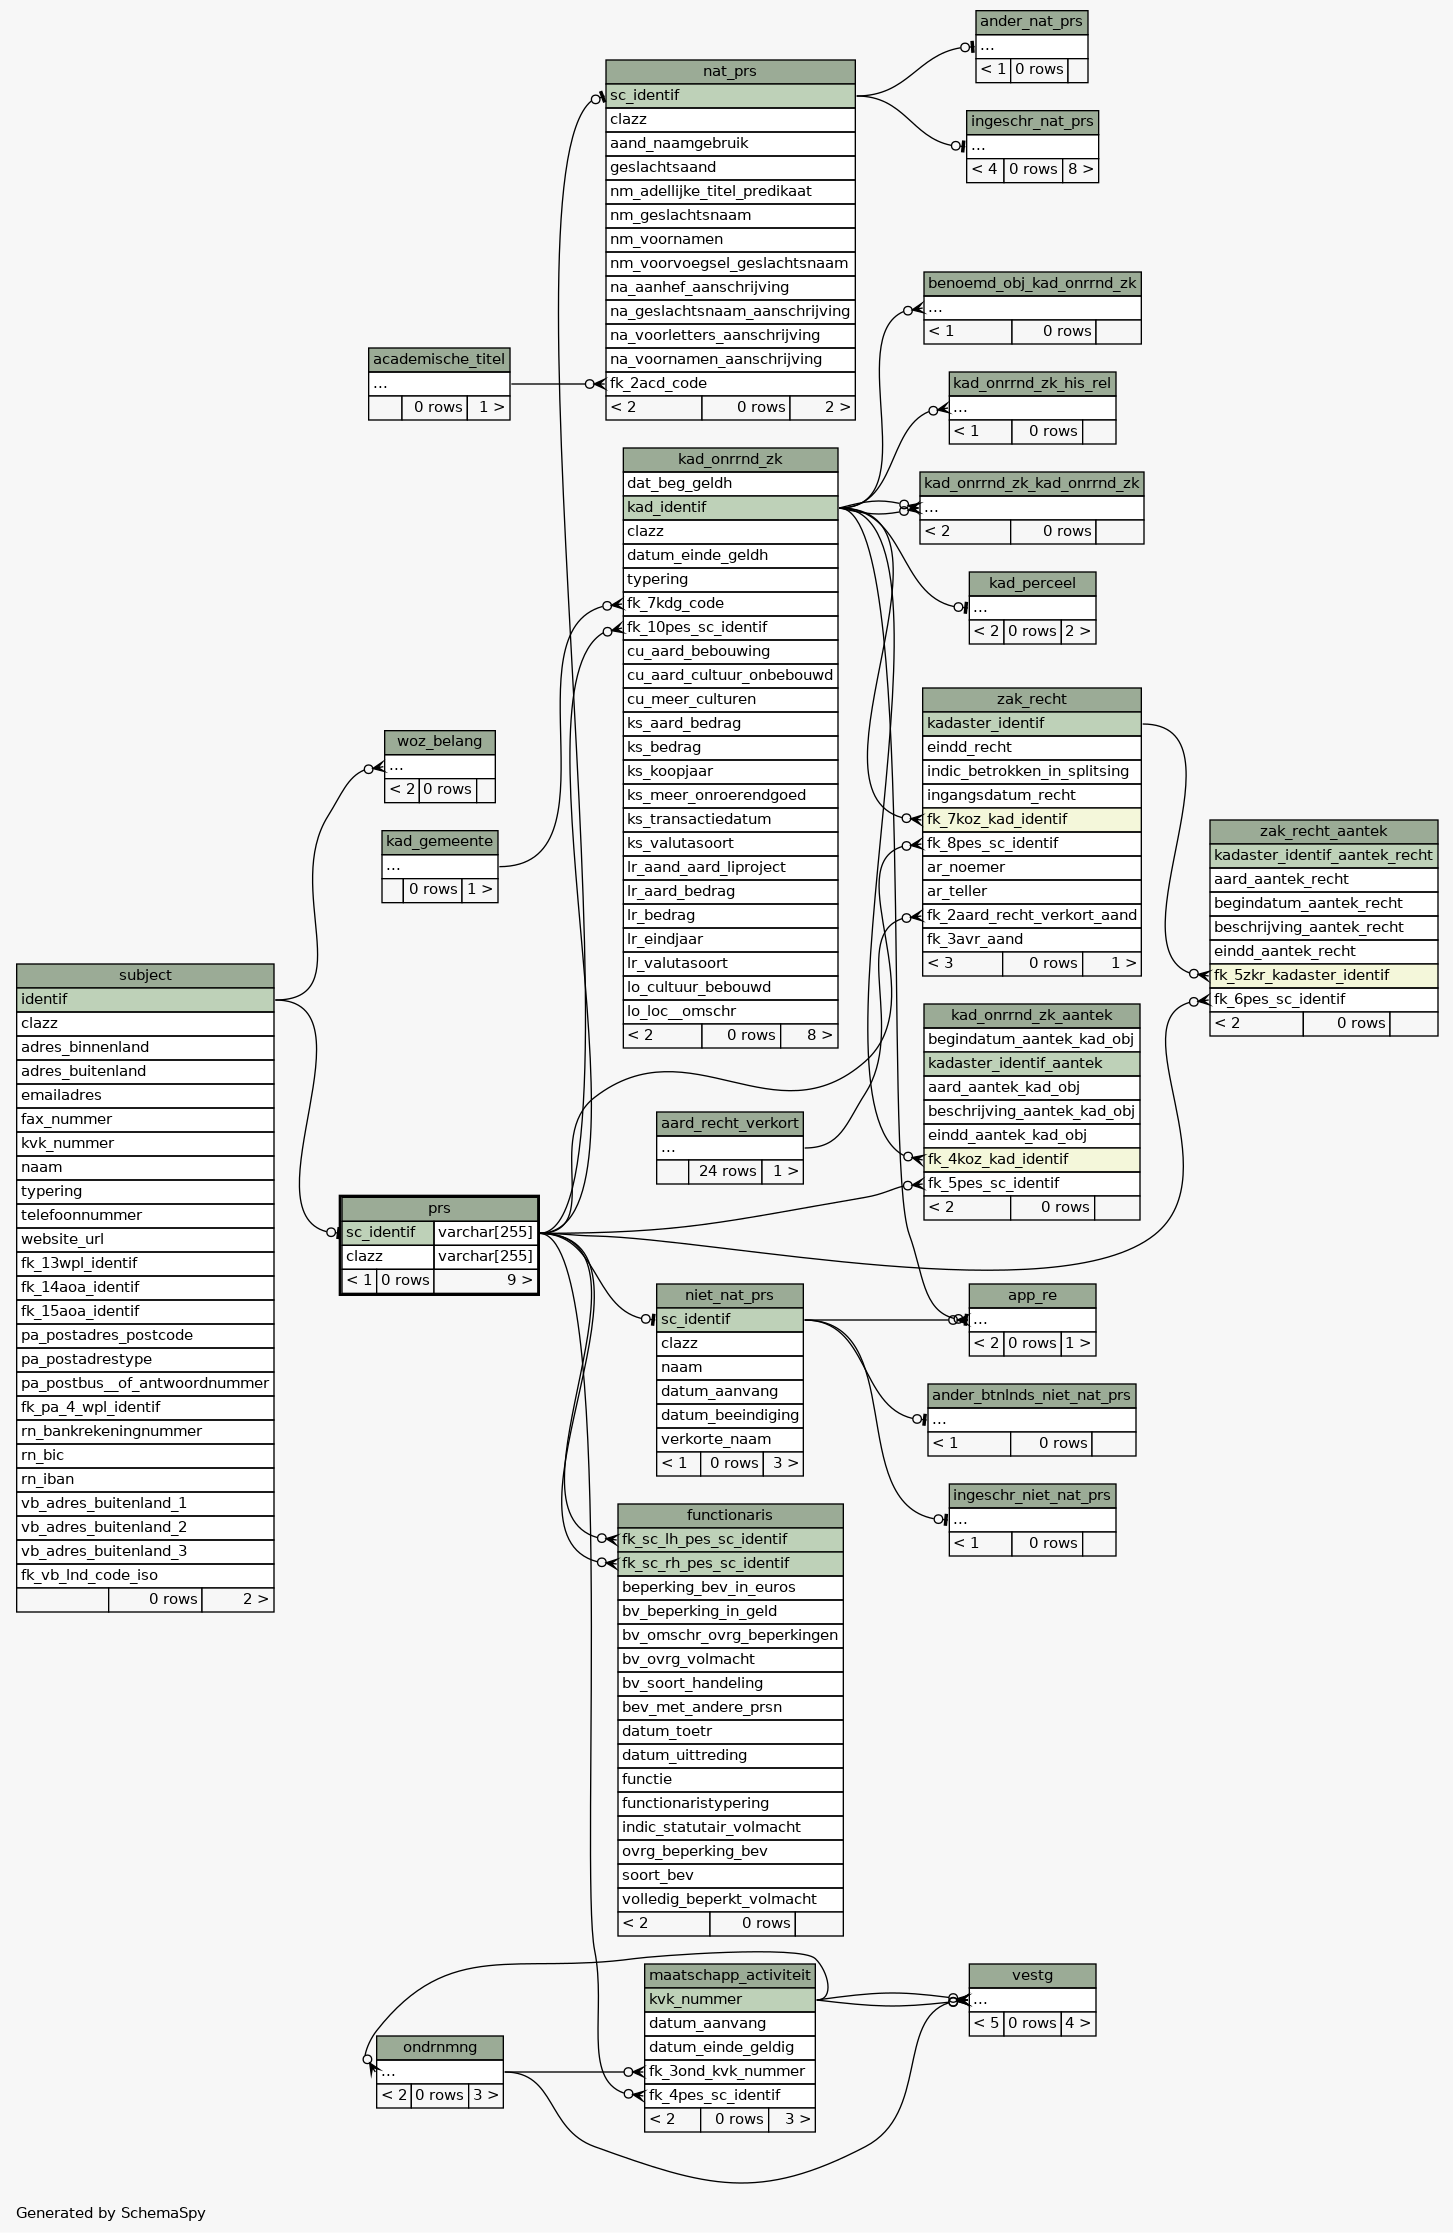 ander_nat_prs
...
< 1 0 rows
nat_prs
sc_identif
clazz
aand_naamgebruik
geslachtsaand
nm_adellijke_titel_predikaat
nm_geslachtsnaam
nm_voornamen
nm_voorvoegsel_geslachtsnaam
na_aanhef_aanschrijving
na_geslachtsnaam_aanschrijving
na_voorletters_aanschrijving
na_voornamen_aanschrijving
fk_2acd_code
< 2 0 rows 2 >
ingeschr_nat_prs
...
< 4 0 rows 8 >
benoemd_obj_kad_onrrnd_zk
...
< 1 0 rows
academische_titel
...
0 rows 1 >
kad_onrrnd_zk_his_rel
...
< 1 0 rows
kad_onrrnd_zk
dat_beg_geldh
kad_identif
clazz
datum_einde_geldh
typering
fk_7kdg_code
fk_10pes_sc_identif
cu_aard_bebouwing
cu_aard_cultuur_onbebouwd
cu_meer_culturen
ks_aard_bedrag
ks_bedrag
ks_koopjaar
ks_meer_onroerendgoed
ks_transactiedatum
ks_valutasoort
lr_aand_aard_liproject
lr_aard_bedrag
lr_bedrag
lr_eindjaar
lr_valutasoort
lo_cultuur_bebouwd
lo_loc__omschr
< 2 0 rows 8 >
kad_onrrnd_zk_kad_onrrnd_zk
...
< 2 0 rows
kad_perceel
...
< 2 0 rows 2 >
zak_recht
kadaster_identif
eindd_recht
indic_betrokken_in_splitsing
ingangsdatum_recht
fk_7koz_kad_identif
fk_8pes_sc_identif
ar_noemer
ar_teller
fk_2aard_recht_verkort_aand
fk_3avr_aand
< 3 0 rows 1 >
woz_belang
...
< 2 0 rows
kad_gemeente
...
0 rows 1 >
zak_recht_aantek
kadaster_identif_aantek_recht
aard_aantek_recht
begindatum_aantek_recht
beschrijving_aantek_recht
eindd_aantek_recht
fk_5zkr_kadaster_identif
fk_6pes_sc_identif
< 2 0 rows
subject
identif
clazz
adres_binnenland
adres_buitenland
emailadres
fax_nummer
kvk_nummer
naam
typering
telefoonnummer
website_url
fk_13wpl_identif
fk_14aoa_identif
fk_15aoa_identif
pa_postadres_postcode
pa_postadrestype
pa_postbus__of_antwoordnummer
fk_pa_4_wpl_identif
rn_bankrekeningnummer
rn_bic
rn_iban
vb_adres_buitenland_1
vb_adres_buitenland_2
vb_adres_buitenland_3
fk_vb_lnd_code_iso
0 rows 2 >
kad_onrrnd_zk_aantek
begindatum_aantek_kad_obj
kadaster_identif_aantek
aard_aantek_kad_obj
beschrijving_aantek_kad_obj
eindd_aantek_kad_obj
fk_4koz_kad_identif
fk_5pes_sc_identif
< 2 0 rows
aard_recht_verkort
...
24 rows 1 >
prs
sc_identif varchar[255]
clazz varchar[255]
< 1 0 rows 9 >
niet_nat_prs
sc_identif
clazz
naam
datum_aanvang
datum_beeindiging
verkorte_naam
< 1 0 rows 3 >
app_re
...
< 2 0 rows 1 >
ander_btnlnds_niet_nat_prs
...
< 1 0 rows
ingeschr_niet_nat_prs
...
< 1 0 rows
functionaris
fk_sc_lh_pes_sc_identif
fk_sc_rh_pes_sc_identif
beperking_bev_in_euros
bv_beperking_in_geld
bv_omschr_ovrg_beperkingen
bv_ovrg_volmacht
bv_soort_handeling
bev_met_andere_prsn
datum_toetr
datum_uittreding
functie
functionaristypering
indic_statutair_volmacht
ovrg_beperking_bev
soort_bev
volledig_beperkt_volmacht
< 2 0 rows
maatschapp_activiteit
kvk_nummer
datum_aanvang
datum_einde_geldig
fk_3ond_kvk_nummer
fk_4pes_sc_identif
< 2 0 rows 3 >
vestg
...
< 5 0 rows 4 >
ondrnmng
...
< 2 0 rows 3 >
Generated by SchemaSpy